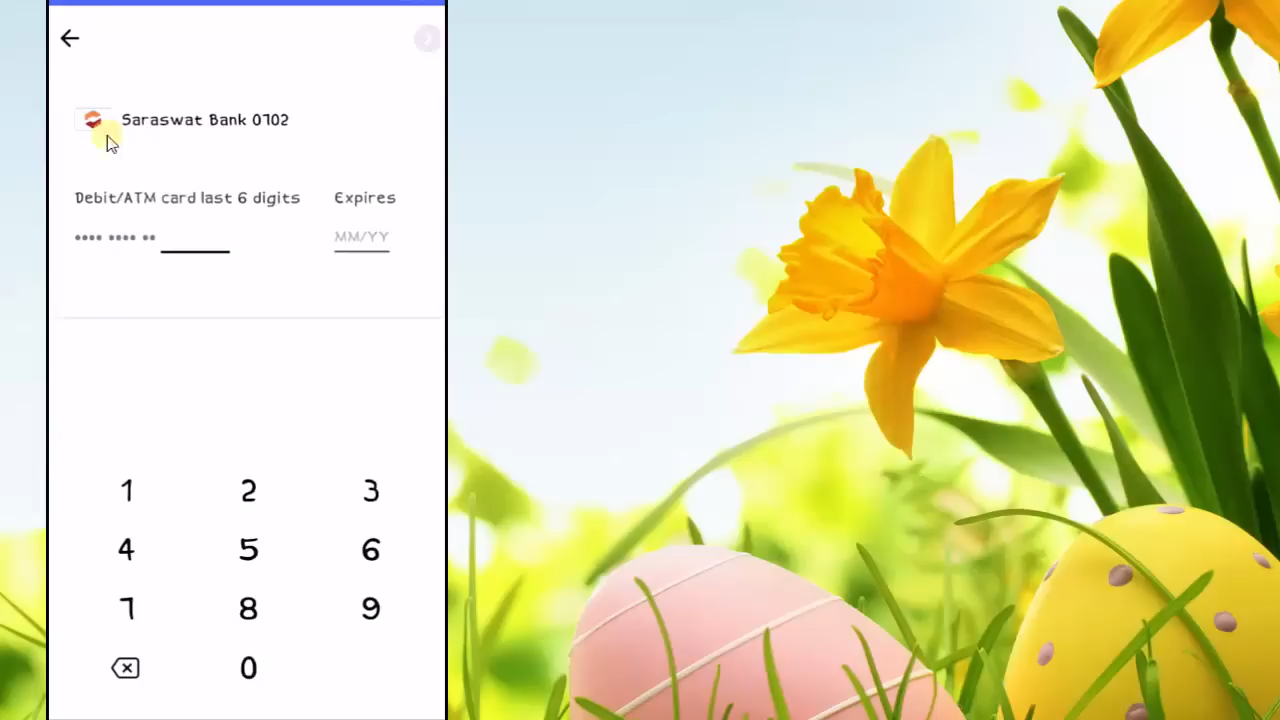 Saraswat Bank 0702
Debit/ATM card last 6 digits Expires
•••• •••• •• MM/YY
1 2 3
4 5 6
7 8 9
0